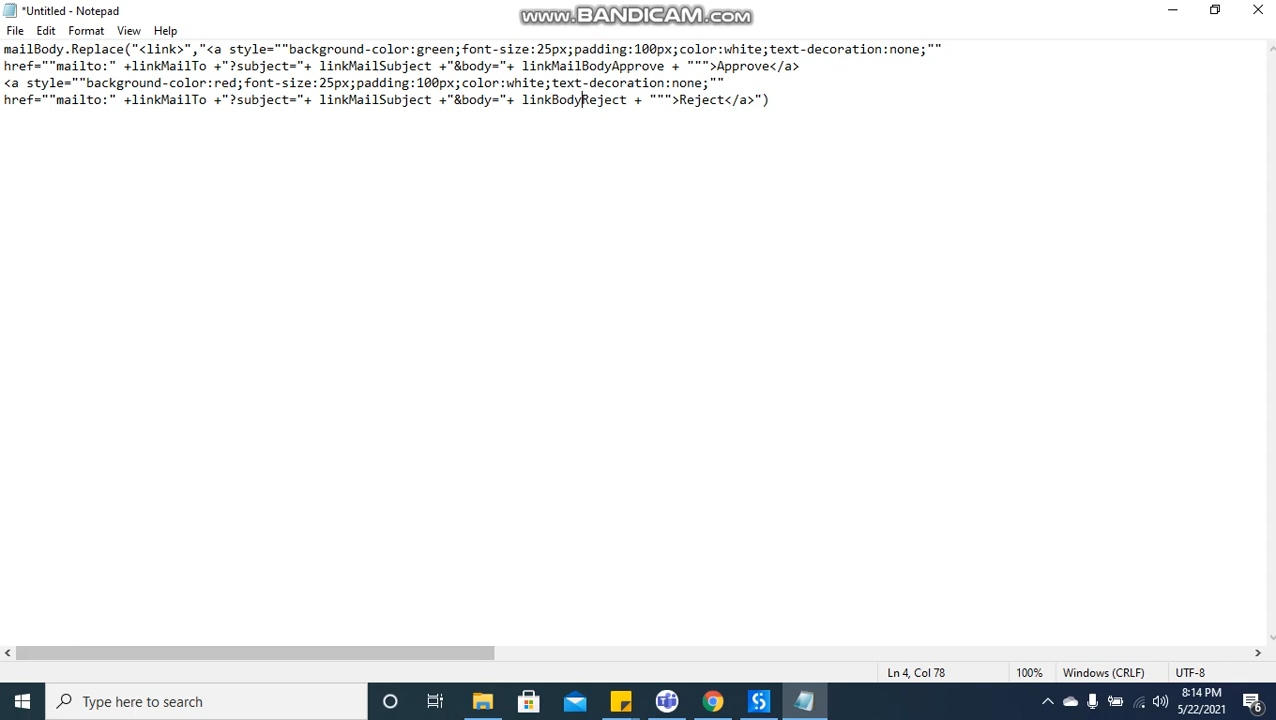 *Untitled - Notepad
www.BANDICAM.com
File Edit Format View Help
mailBody.Replace("<link>","<a style=""background-color:green;font-size:25px;padding:100px;color:white;text-decoration:none;""
href=""mailto:" +linkMailTo +"?subject="+ linkMailSubject +"&body="+ linkMailBodyApprove + """>Approve</a>
<a style=""background-color:red;font-size:25px;padding:100px;color:white;text-decoration:none;""
href=""mailto:" +linkMailTo +"?subject="+ linkMailSubject +"&body="+ linkBodyReject + """>Reject</a>")
Ln 4, Col 78 100% Windows (CRLF) UTF-8
Type here to search
8:14 PM
5/22/2021
6